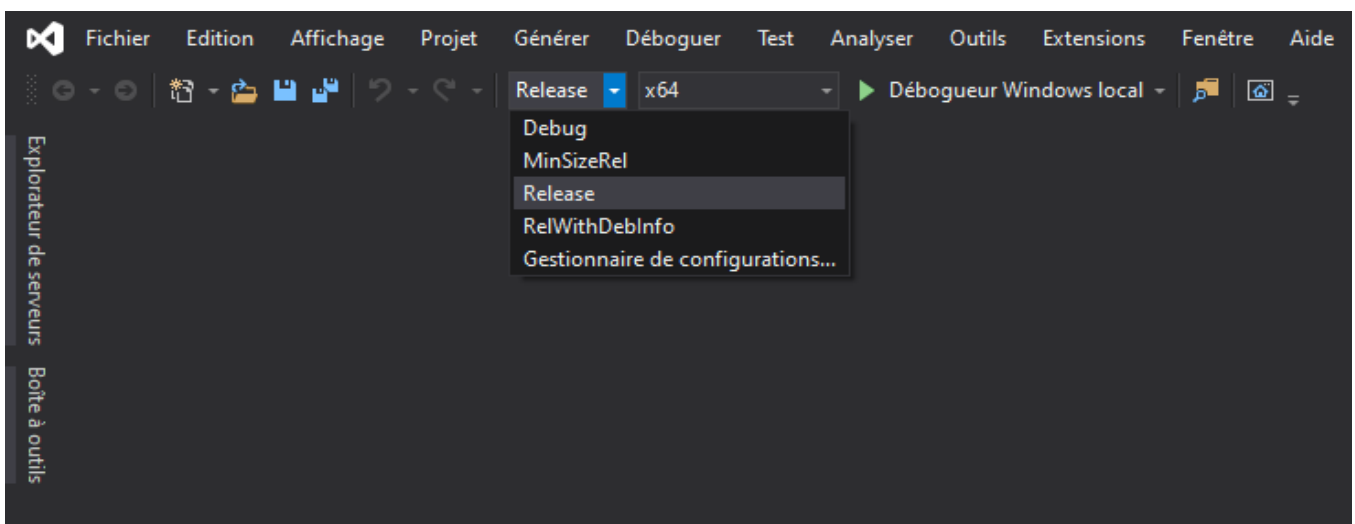 Fichier Edition Affichage Projet Générer Déboguer Test Analyser Outils Extensions Fenêtre Aide
Release x64 Débogueur Windows local
Debug
MinSizeRel
Release
RelWithDebInfo
Gestionnaire de configurations...
Explorateur de serveurs
Boîte à outils